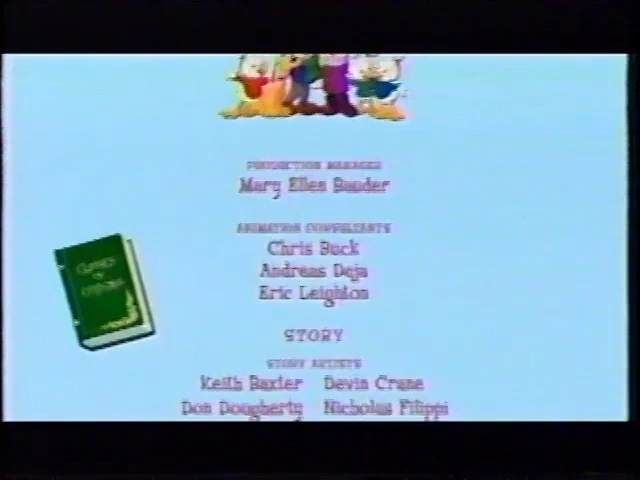 PRODUCTION MANAGER
Mary Ellen Bauder
ANIMATION CONSULTANTS
Chris Buck
Andreas Deja
Eric Leighton
STORY
STORY ARTISTS
Keith Baxter Devin Crane
Don Dougherty Nicholas Filippi